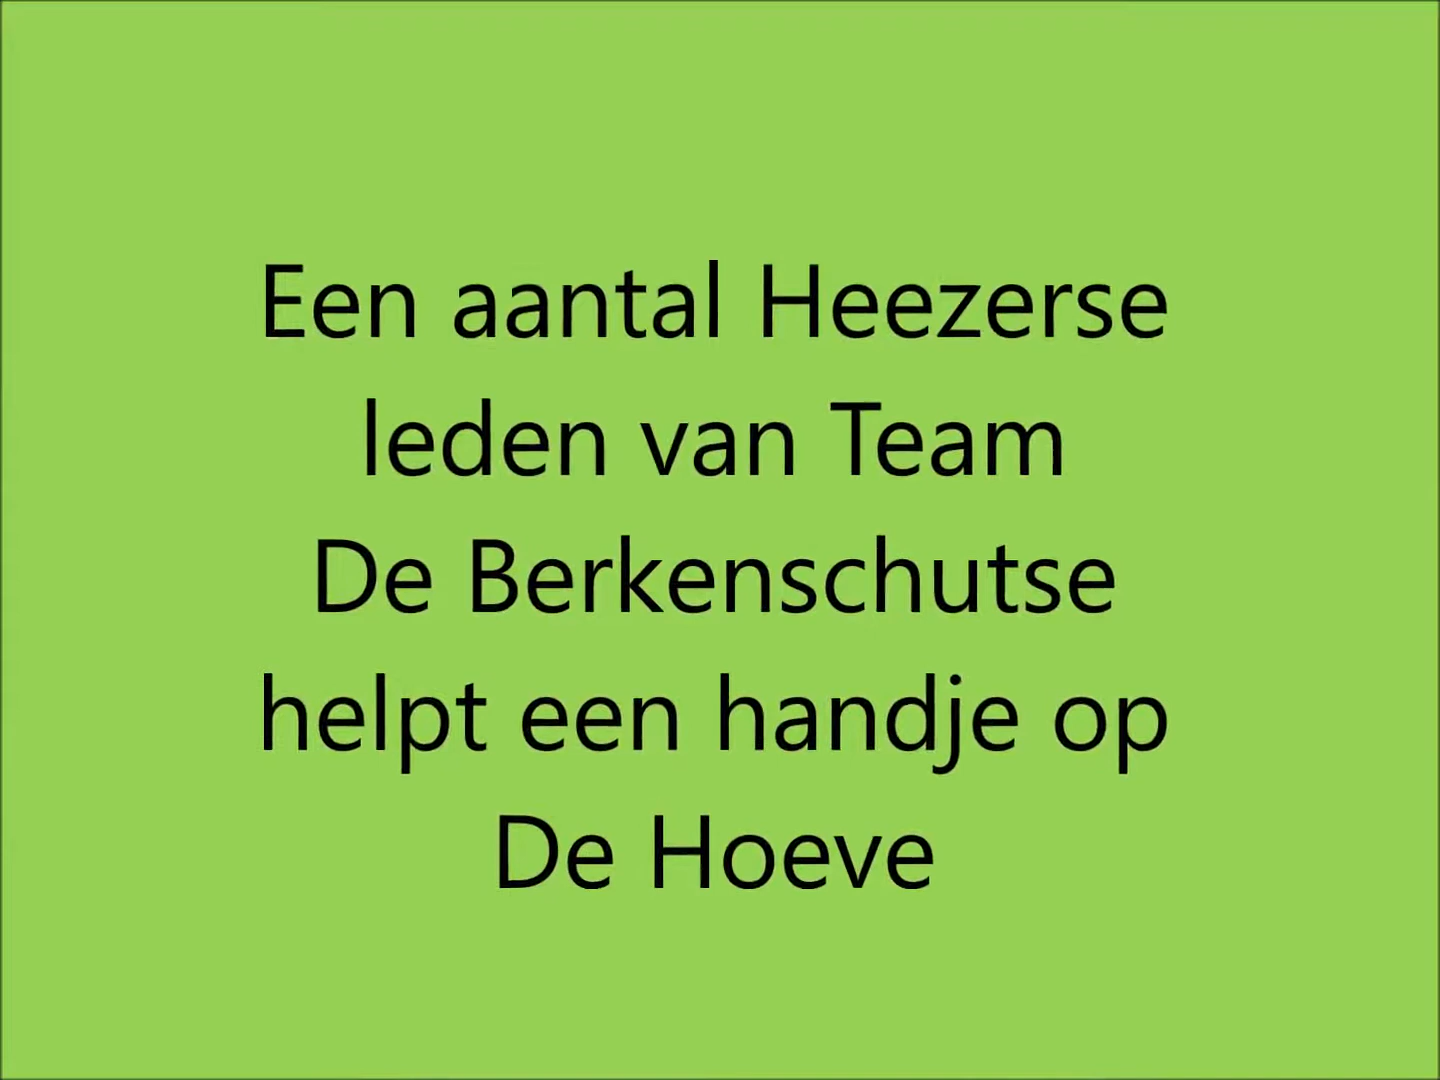 Een aantal Heezerse
leden van Team
De Berkenschutse
helpt een handje op
De Hoeve